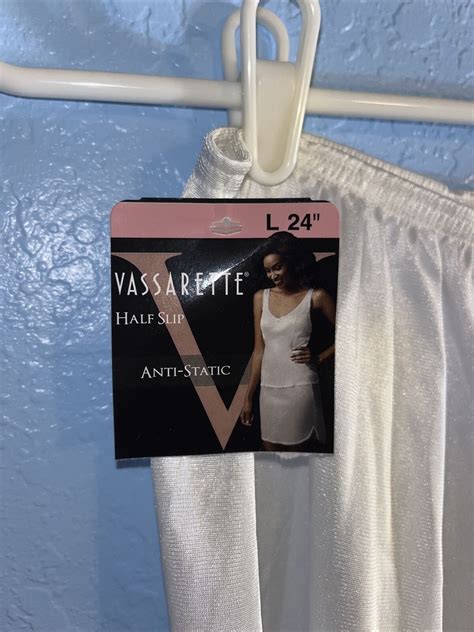 L 24"
VASSARETTE®
HALF SLIP
ANTI-STATIC